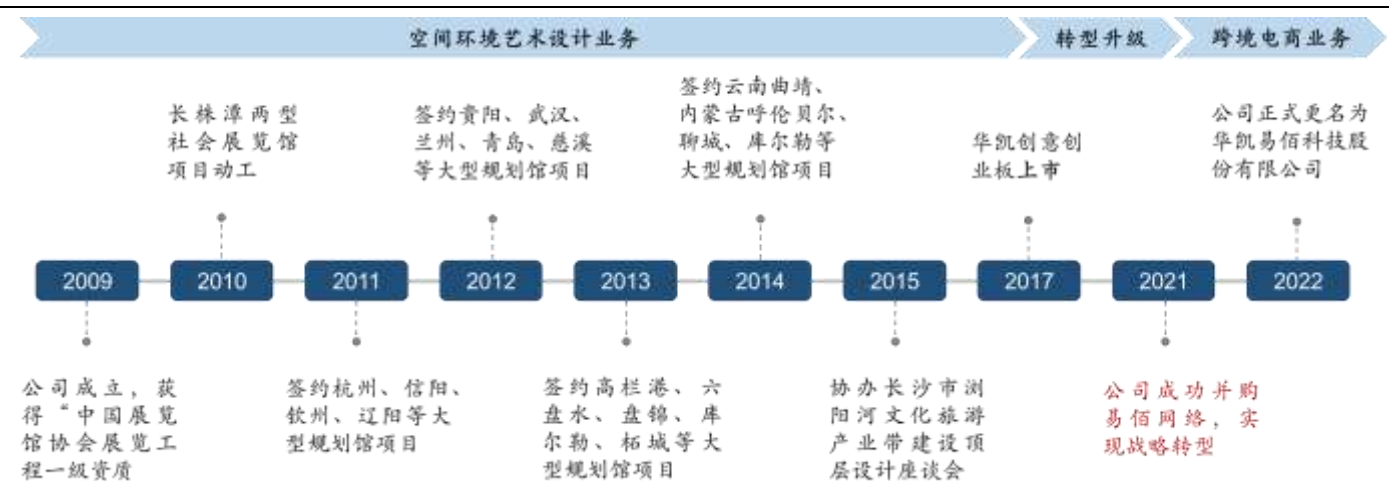 空间环境艺术设计业务
转型升级
跨境电商业务
长株潭两型
社会展览馆
项目动工
签约贵阳、武汉、
兰州、青岛、慈溪
等大型规划馆项目
签约云南曲靖、
内蒙古呼伦贝尔、
聊城、库尔勒等
大型规划馆项目
华凯创意创
业板上市
公司正式更名为
华凯易佰科技股
份有限公司
2009
2010
2011
2012
2013
2014
2015
2017
2021
2022
公司成立，获
得“中国展览
馆协会展览工
程一级资质
签约杭州、信阳、
钦州、辽阳等大
型规划馆项目
签约高栏港、六
盘水、盘锦、库
尔勒、柘城等大
型规划馆项目
协办长沙市浏
阳河文化旅游
产业带建设顶
层设计座谈会
公司成功并购
易佰网络，实
现战略转型